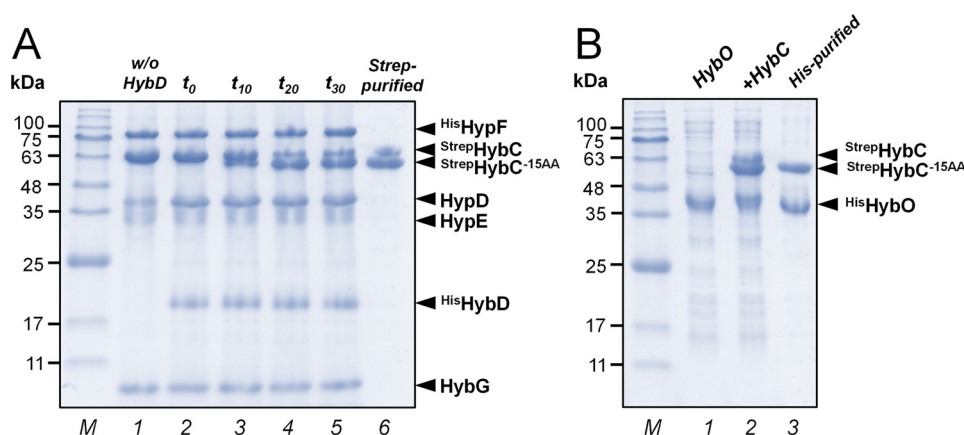 A
kDa
w/o HybD
t0
t10
t20
t30
Strep-purified
100
75
63
48
35
25
17
11
HisHypF
StrepHybC
StrepHybC-15AA
HypD
HypE
HisHybD
HybG
M 1 2 3 4 5 6
B
kDa
HybO
+HybC
His-purified
100
75
63
48
35
25
17
11
StrepHybC
StrepHybC-15AA
HisHybO
M 1 2 3